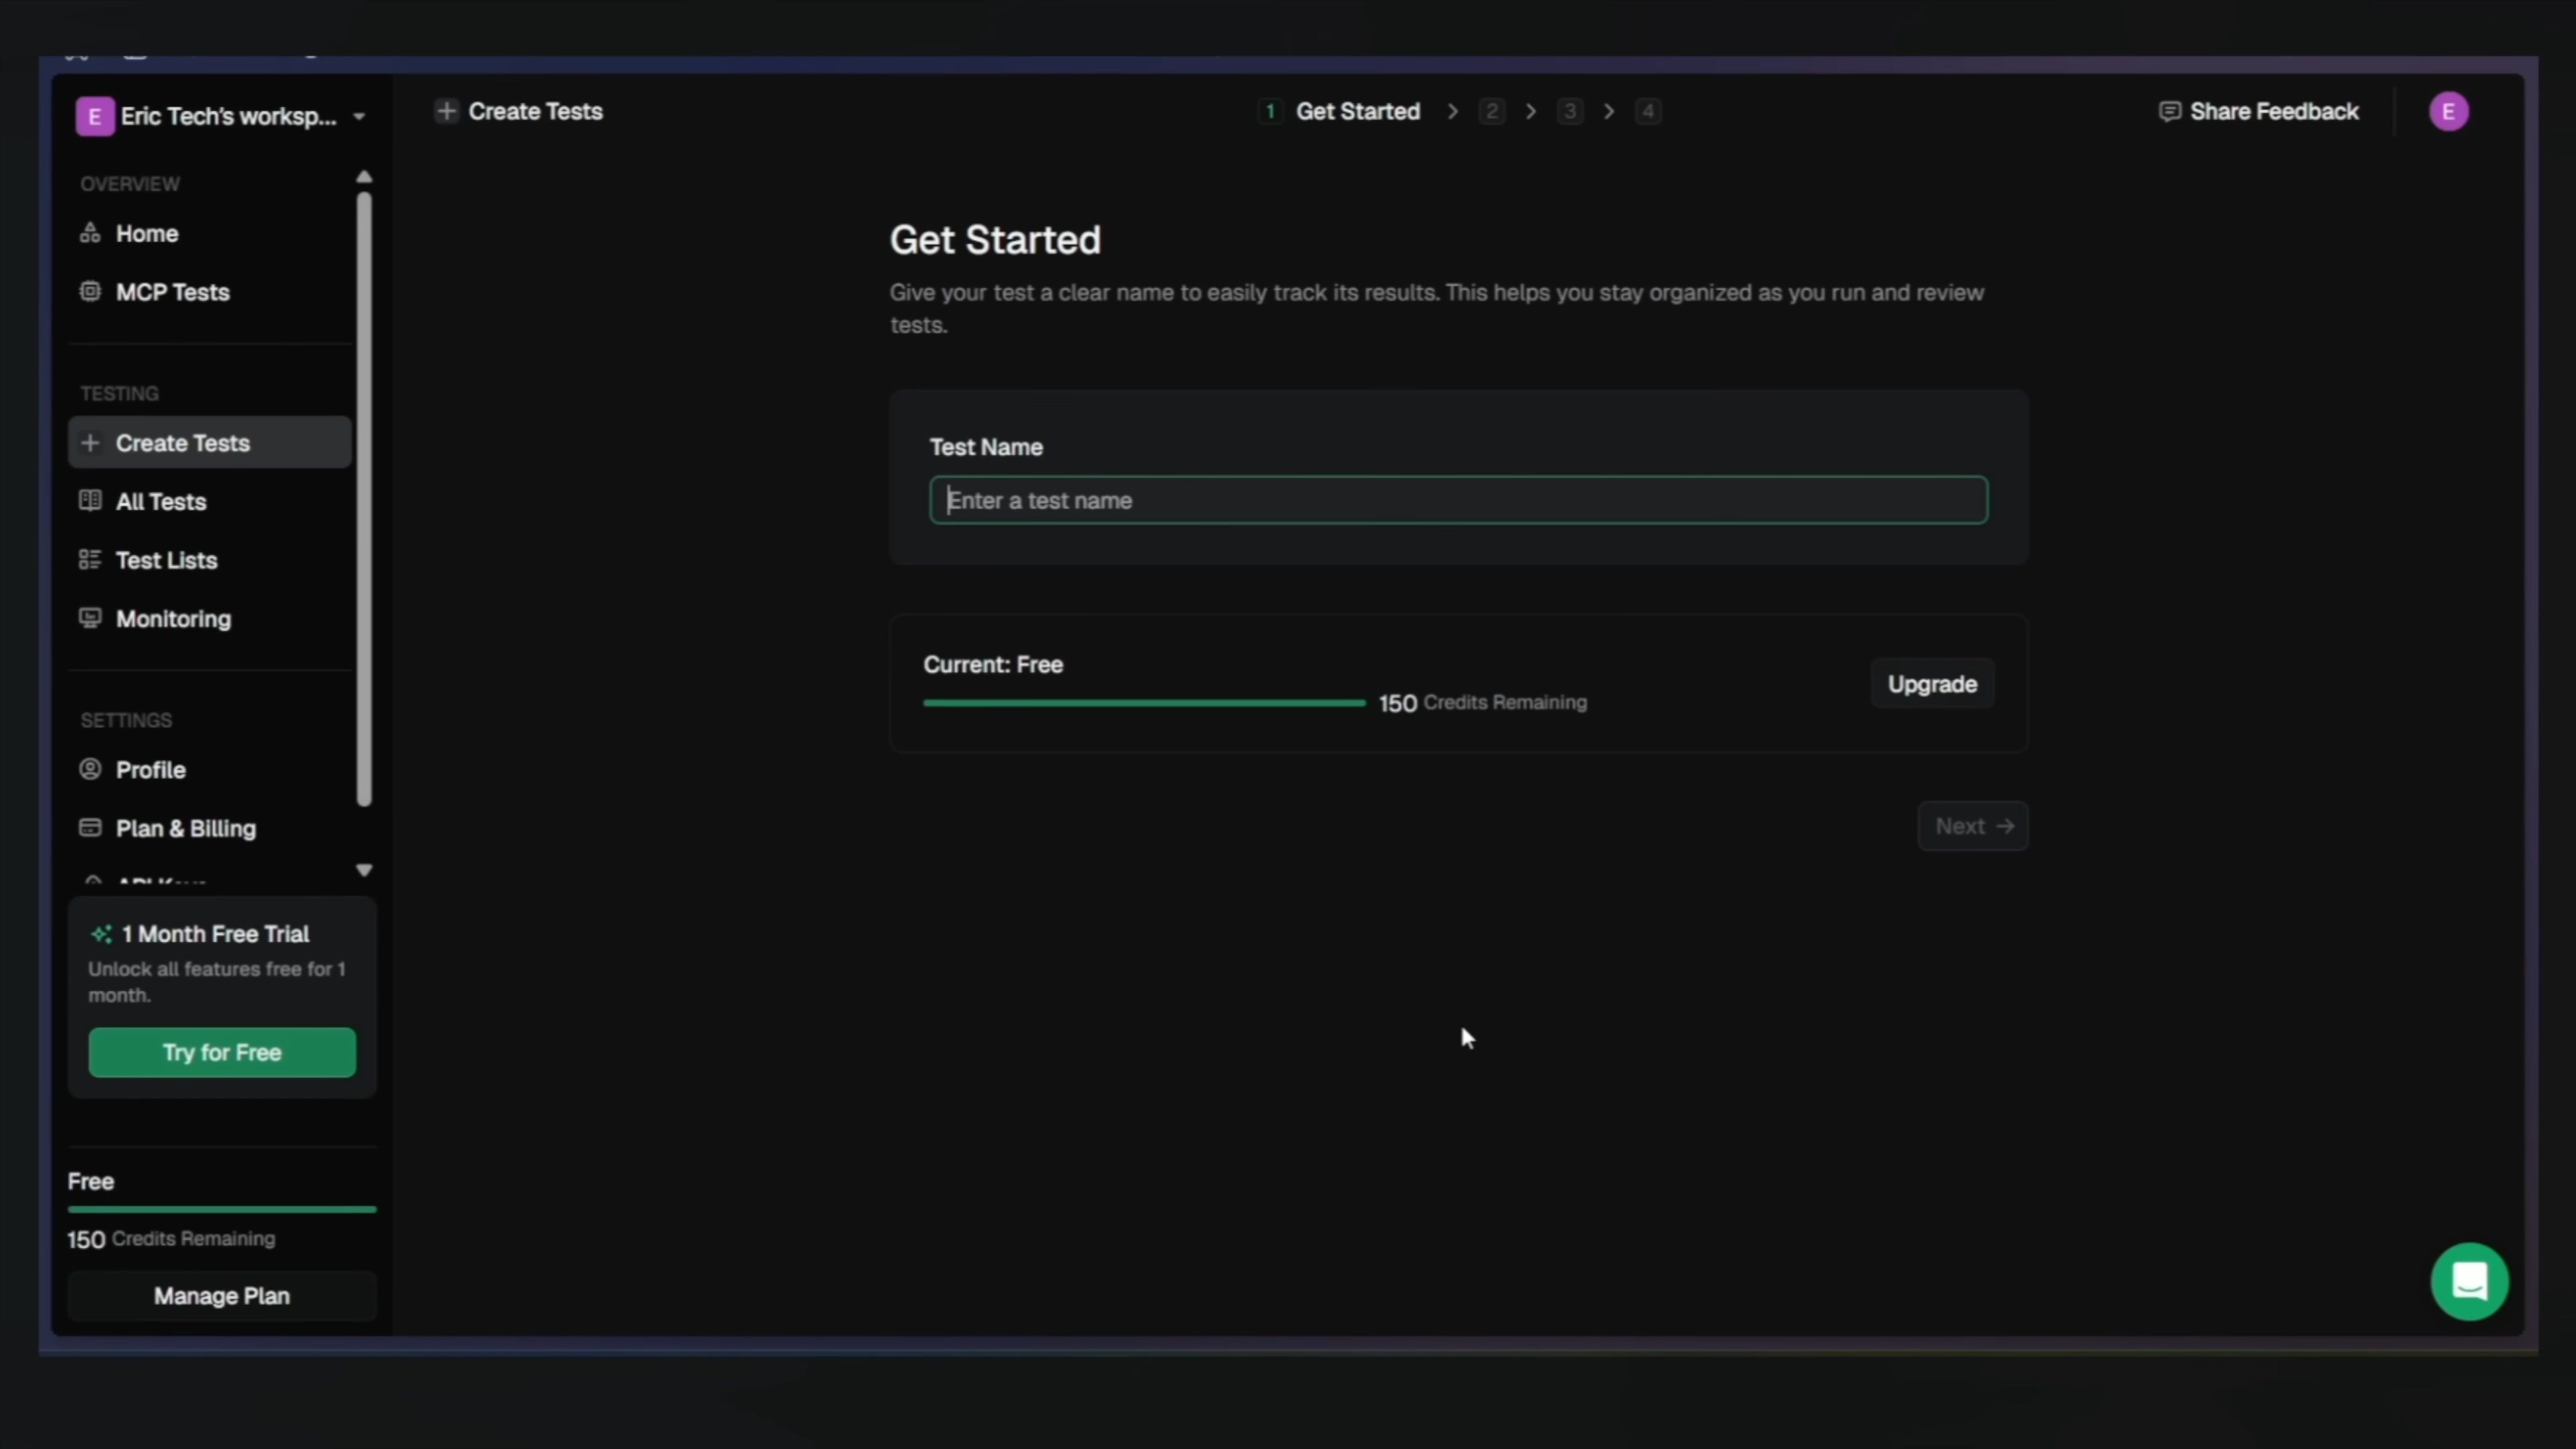 E Eric Tech's worksp...
OVERVIEW
Home
MCP Tests
TESTING
Create Tests
All Tests
Test Lists
Monitoring
SETTINGS
Profile
Plan & Billing
1 Month Free Trial
Unlock all features free for 1
month.
Try for Free
Free
150 Credits Remaining
Manage Plan
Create Tests
1 Get Started > 2 > 3 > 4
Share Feedback
E
Get Started
Give your test a clear name to easily track its results. This helps you stay organized as you run and review
tests.
Test Name
Enter a test name
Current: Free
150 Credits Remaining
Upgrade
Next →